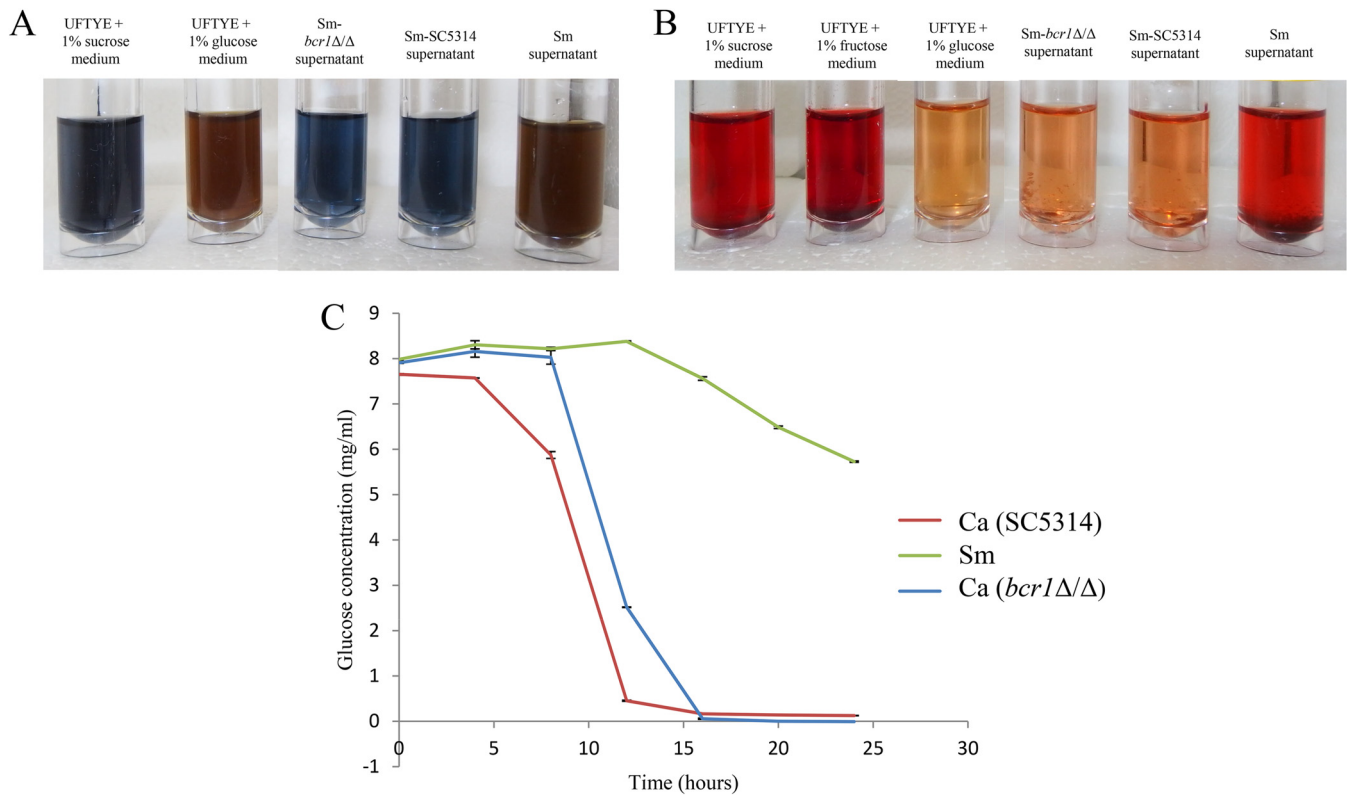 A
UFTYE +
1% sucrose
medium
UFTYE +
1% glucose
medium
Sm-
bcr1Δ/Δ
supernatant
Sm-SC5314
supernatant
Sm
supernatant
B
UFTYE +
1% sucrose
medium
UFTYE +
1% fructose
medium
UFTYE +
1% glucose
medium
Sm-bcr1Δ/Δ
supernatant
Sm-SC5314
supernatant
Sm
supernatant
C
9
8
7
6
5
4
3
2
1
0
-1
Glucose concentration (mg/ml)
0
5
10
15
20
25
30
Time (hours)
Ca (SC5314)
Sm
Ca (bcr1Δ/Δ)